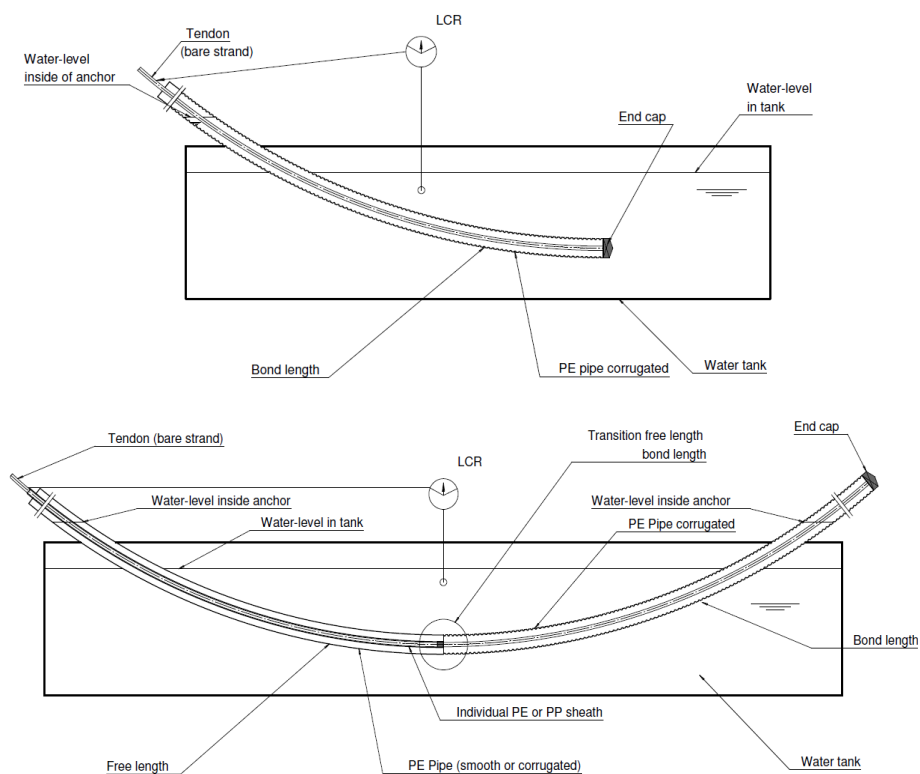 LCR
Tendon
(bare strand)
Water-level
inside of anchor
Water-level
in tank
End cap
Bond length
PE pipe corrugated
Water tank
Tendon (bare strand)
Transition free length
bond length
End cap
LCR
Water-level inside anchor
Water-level inside anchor
Water-level in tank
PE Pipe corrugated
Bond length
Individual PE or PP sheath
Free length
PE Pipe (smooth or corrugated)
Water tank